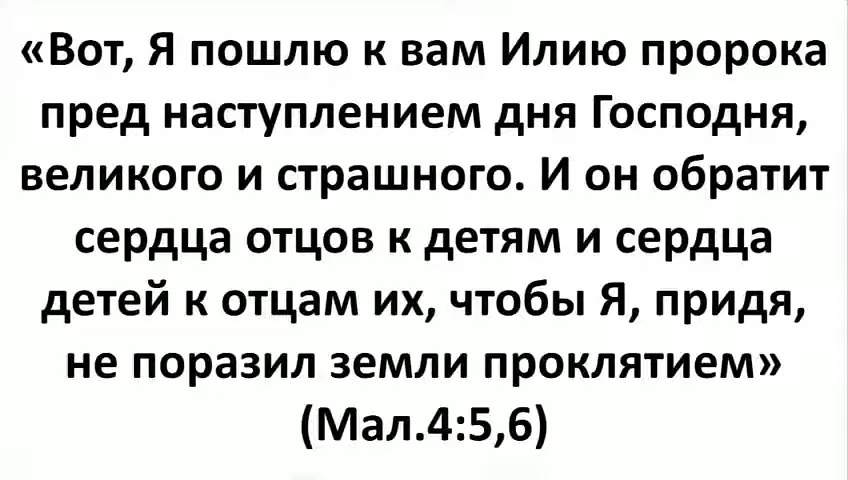 «Вот, Я пошлю к вам Илию пророка
пред наступлением дня Господня,
великого и страшного. И он обратит
сердца отцов к детям и сердца
детей к отцам их, чтобы Я, придя,
не поразил земли проклятием»
(Мал.4:5,6)